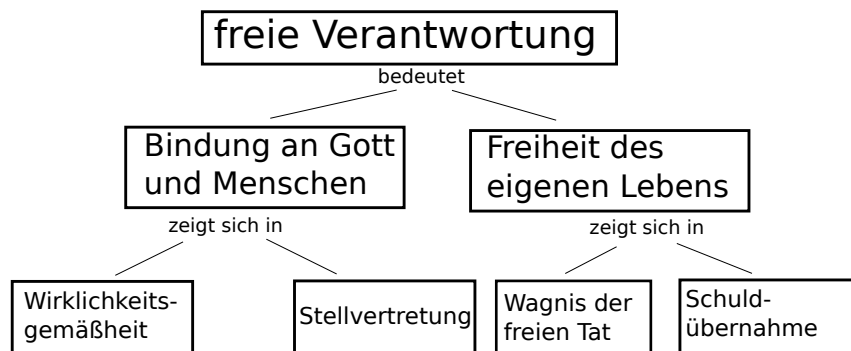 freie Verantwortung
bedeutet
Bindung an Gott
und Menschen
Freiheit des
eigenen Lebens
zeigt sich in
zeigt sich in
Wirklichkeits-
gemäßheit
Stellvertretung
Wagnis der
freien Tat
Schuld-
übernahme